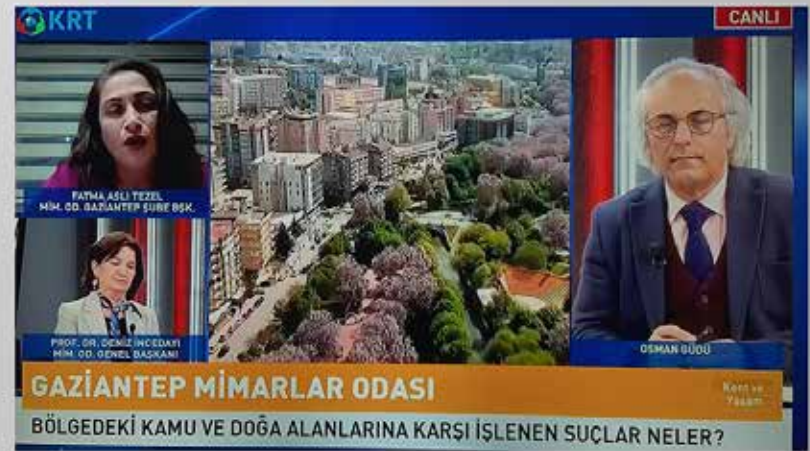 KRT
CANLI
FATMA ASLI TEZEL
MİM. OD. GAZİANTEP ŞUBE BŞK.
PROF. DR. DENİZ İNCEDAYI
MİM. OD. GENEL BAŞKANI
OSMAN GÜDÜ
GAZİANTEP MİMARLAR ODASI
Kent ve
Yaşam
BÖLGEDEKİ KAMU VE DOĞA ALANLARINA KARŞI İŞLENEN SUÇLAR NELER?